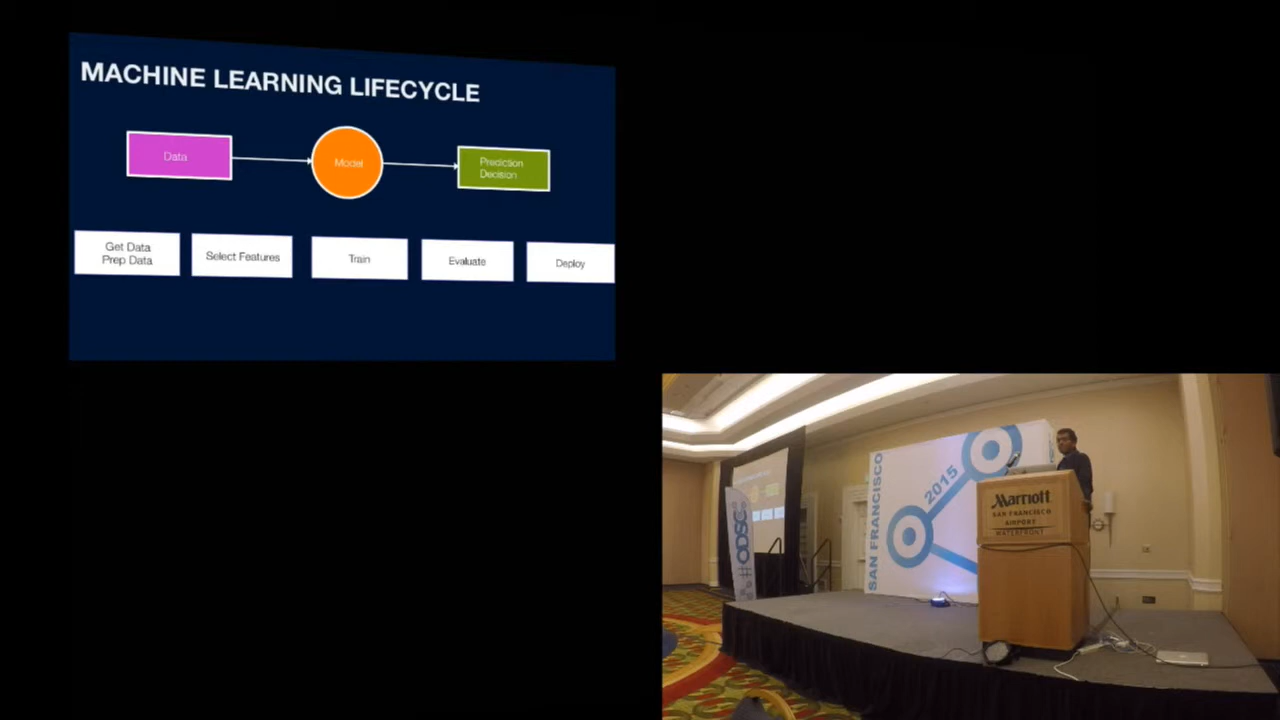 MACHINE LEARNING LIFECYCLE
Data
Model
Prediction
Decision
Get Data
Prep Data
Select Features
Train
Evaluate
Deploy
SAN FRANCISCO
2015
#ODSC
Marriott
SAN FRANCISCO
AIRPORT
WATERFRONT